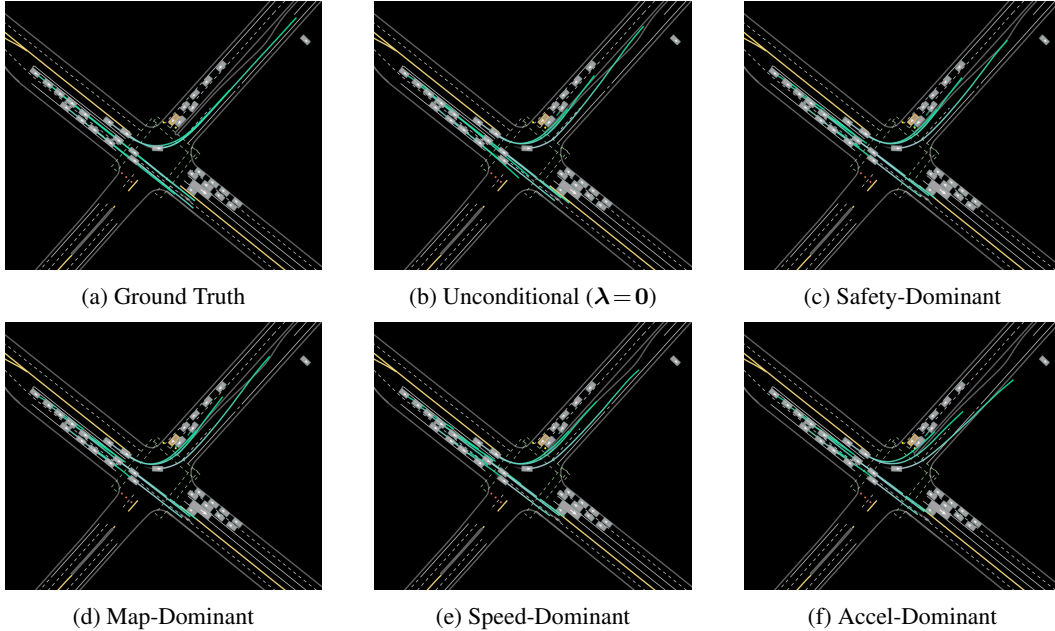 (a) Ground Truth
(b) Unconditional (λ = 0)
(c) Safety-Dominant
(d) Map-Dominant
(e) Speed-Dominant
(f) Accel-Dominant